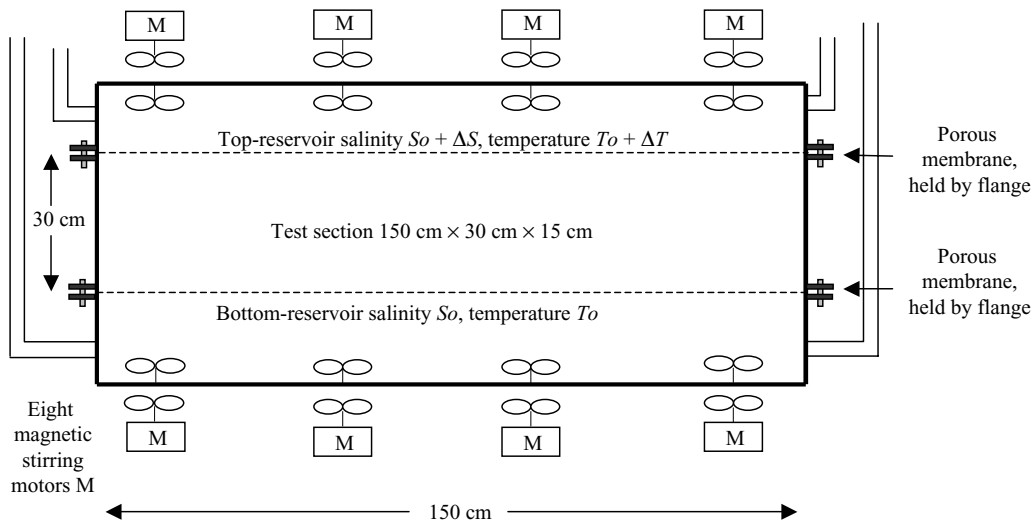 M M M M
Top-reservoir salinity So + ΔS, temperature To + ΔT
Porous
membrane,
held by flange
30 cm
Test section 150 cm × 30 cm × 15 cm
Porous
membrane,
held by flange
Bottom-reservoir salinity So, temperature To
Eight
magnetic
stirring
motors M
M M M M
150 cm